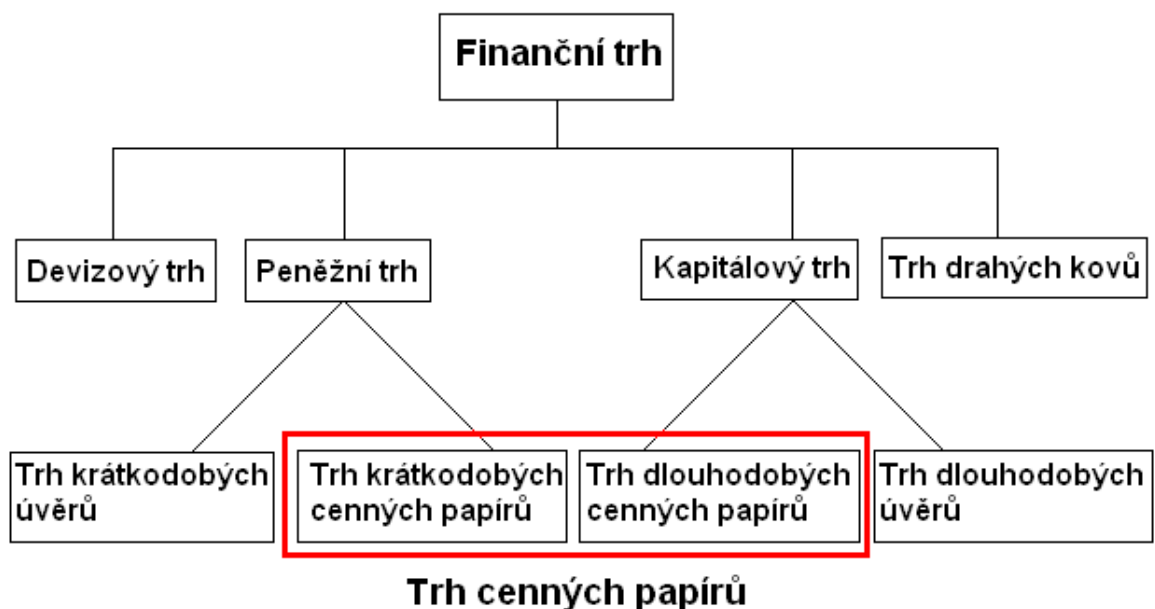 Finanční trh
Devizový trh
Peněžní trh
Kapitálový trh
Trh drahých kovů
Trh krátkodobých
úvěrů
Trh krátkodobých
cenných papírů
Trh dlouhodobých
cenných papírů
Trh dlouhodobých
úvěrů
Trh cenných papírů